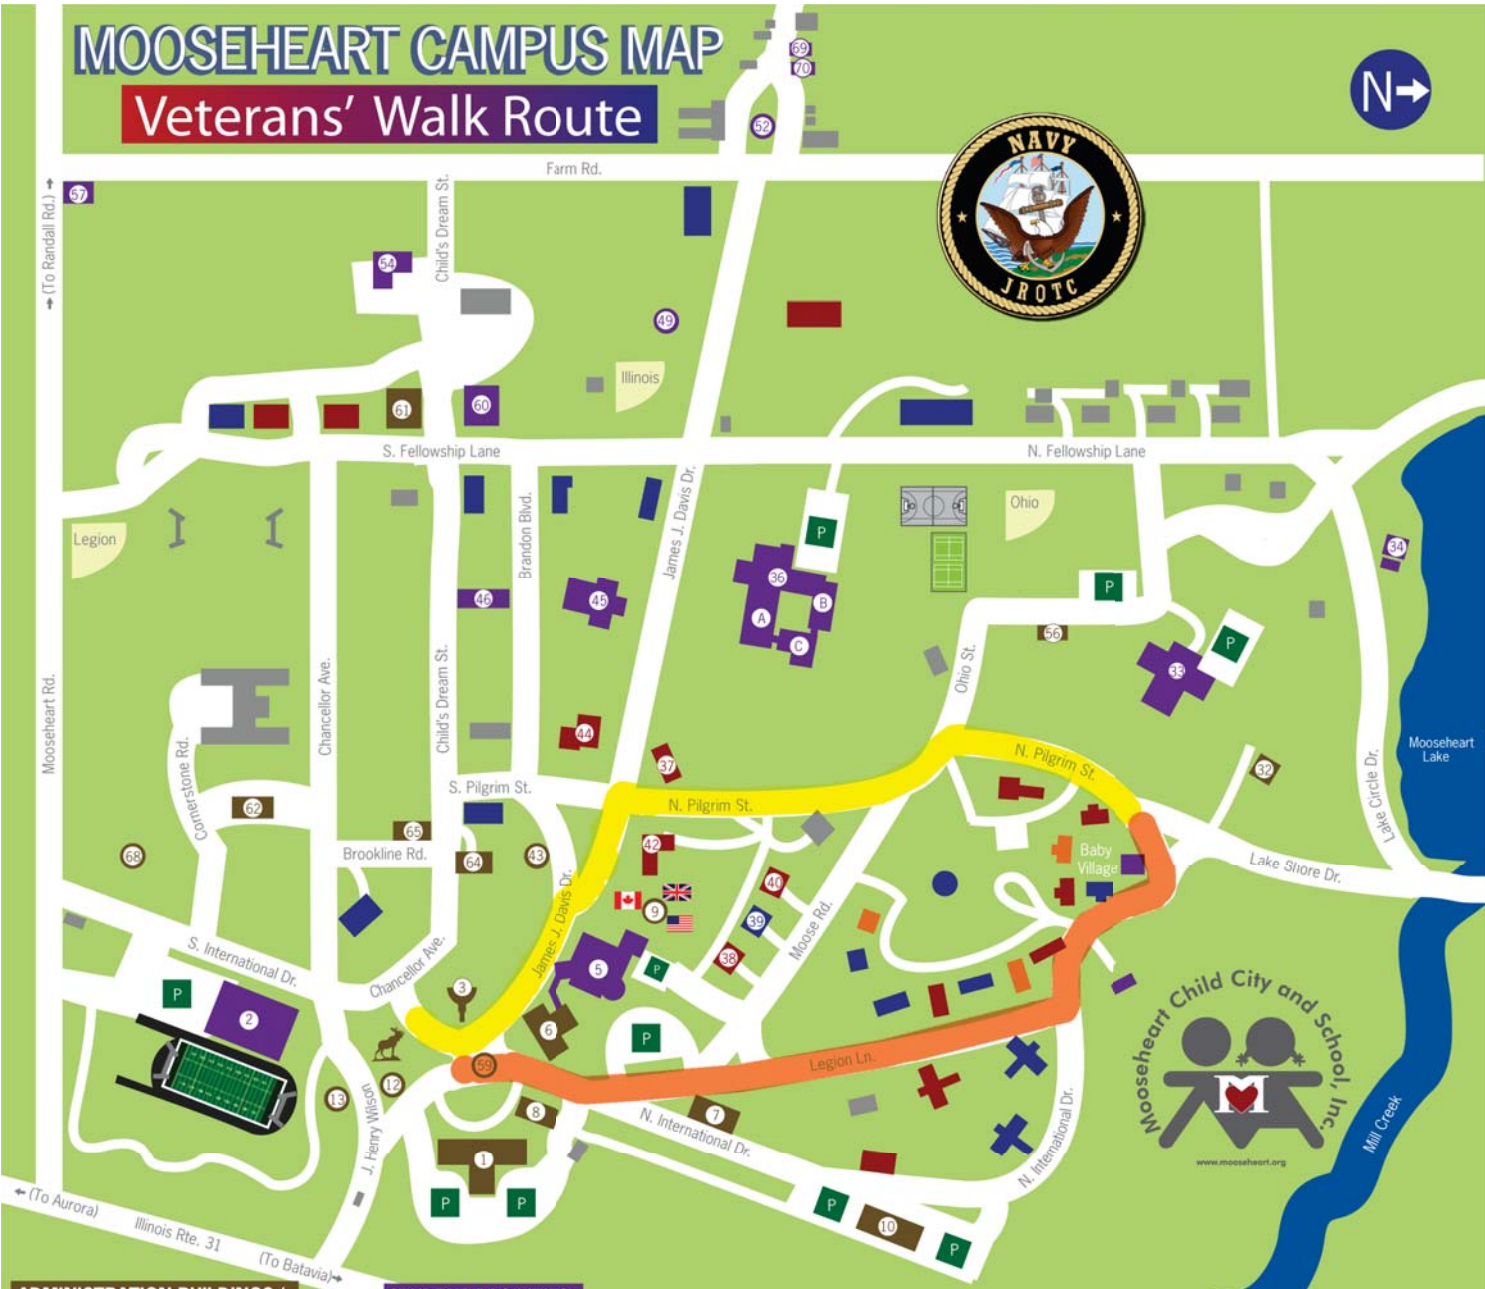 MOOSEHEART CAMPUS MAP
Veterans' Walk Route
N
69
70
52
NAVY
JROTC
Farm Rd.
57
(To Randall Rd.)
Child's Dream St.
54
49
Illinois
61
60
S. Fellowship Lane
N. Fellowship Lane
Legion
Brandon Blvd.
James J. Davis Dr.
P
Ohio
34
36
A
B
C
46
45
P
56
P
33
Mooseheart Rd.
Chancellor Ave.
Child's Dream St.
Ohio St.
44
37
N. Pilgrim St.
32
Mooseheart
Lake
Cornerstone Rd.
62
S. Pilgrim St.
N. Pilgrim St.
Lake Circle Dr.
68
65
Brookline Rd.
64
43
42
Baby
Village
Lake Shore Dr.
40
9
39
38
Moose Rd.
James J. Davis Dr.
S. International Dr.
Chancellor Ave.
5
P
P
2
3
6
P
59
Legion Ln.
13
12
8
7
N. International Dr.
J. Henry Wilson
1
P
P
N. International Dr.
P
10
P
Mooseheart Child City and School, Inc.
M
www.mooseheart.org
Mill Creek
(To Aurora)
Illinois Rte. 31
(To Batavia)